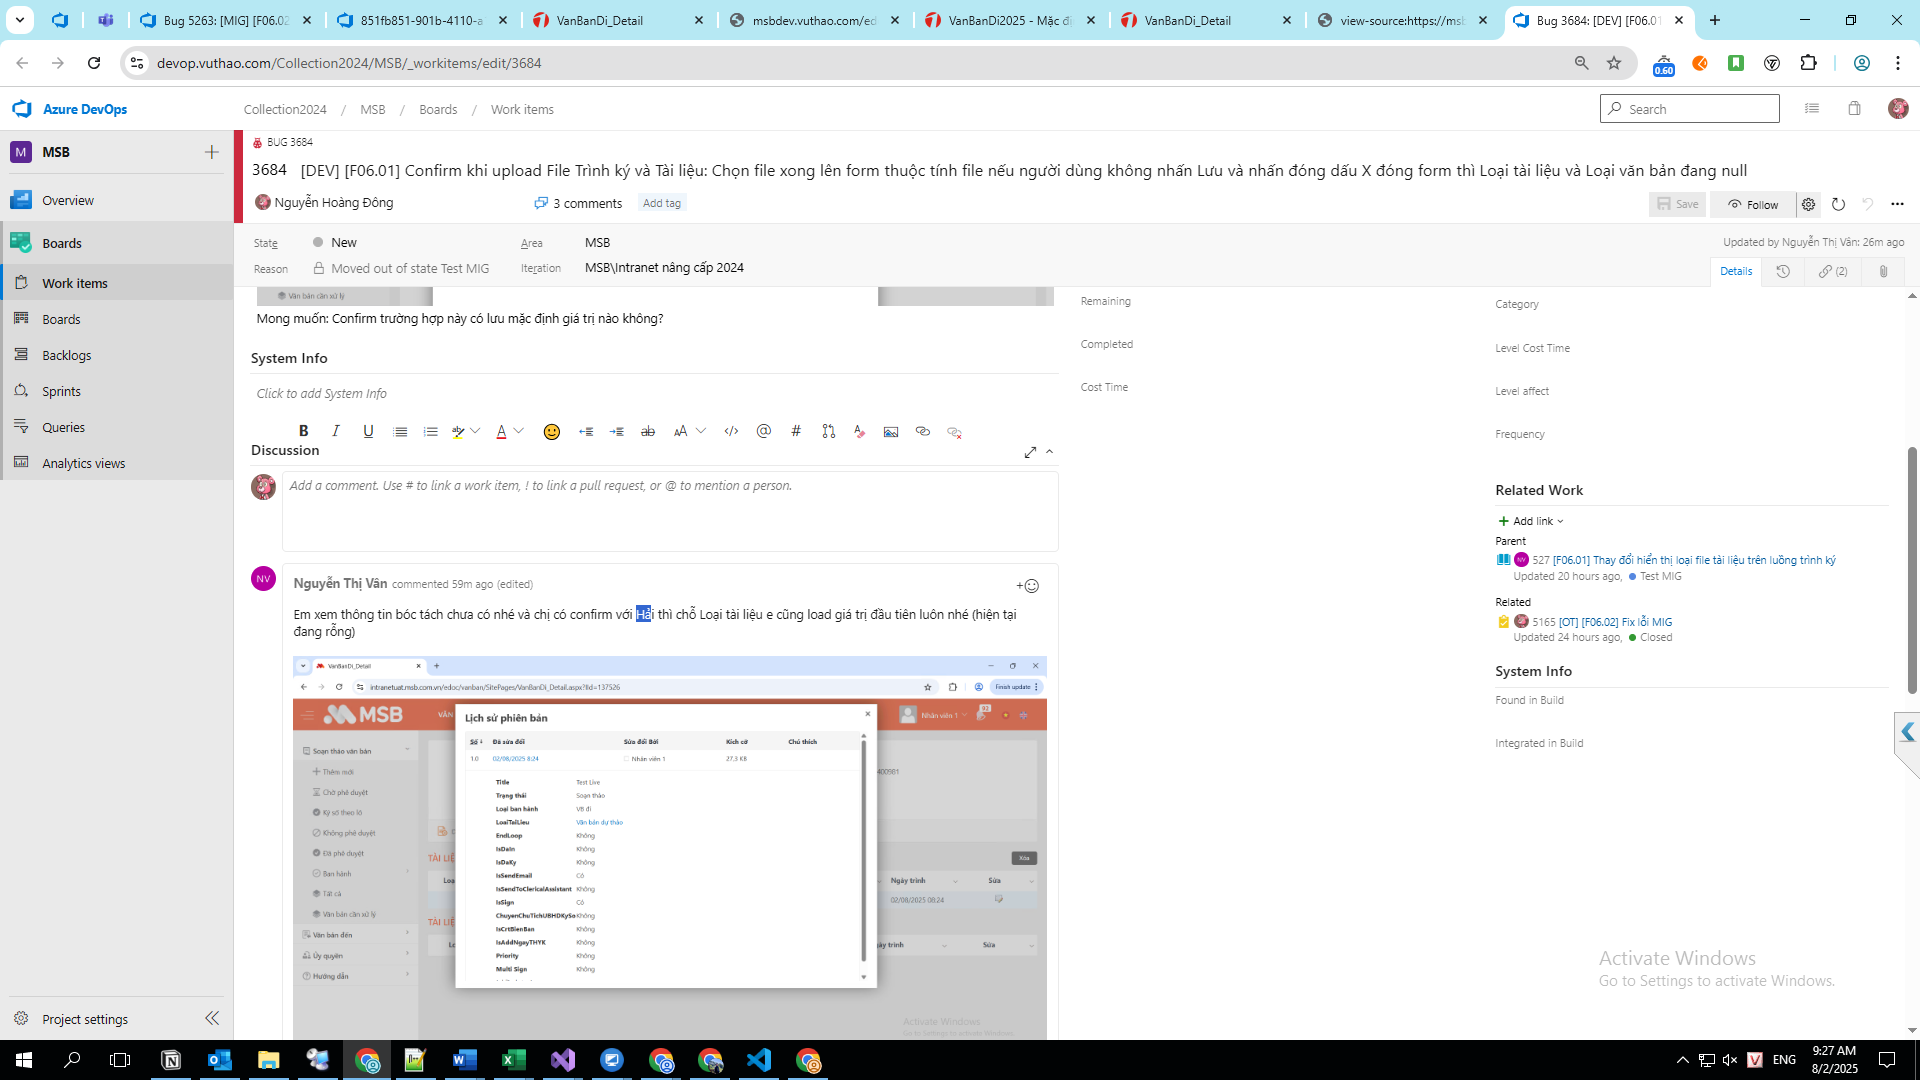 Bug 5263: [MIG] [F06.02
851fb851-901b-4110-a
VanBanDi_Detail
msbdev.vuthao.com/ed
VanBanDi2025 - Mặc đị
VanBanDi_Detail
view-source:https://msb
Bug 3684: [DEV] [F06.01]
devop.vuthao.com/Collection2024/MSB/_workitems/edit/3684
0.60
Azure DevOps
Collection2024 / MSB / Boards / Work items
Search
M MSB
BUG 3684
3684 [DEV] [F06.01] Confirm khi upload File Trình ký và Tài liệu: Chọn file xong lên form thuộc tính file nếu người dùng không nhấn Lưu và nhấn đóng dấu X đóng form thì Loại tài liệu và Loại văn bản đang null
Nguyễn Hoàng Đông
3 comments
Add tag
Save
Follow
State New
Area MSB
Updated by Nguyễn Thị Vân: 26m ago
Reason Moved out of state Test MIG
Iteration MSB\Intranet nâng cấp 2024
Details
(2)
Overview
Boards
Work items
Boards
Backlogs
Sprints
Queries
Analytics views
Project settings
Văn bản cần xử lý
Mong muốn: Confirm trường hợp này có lưu mặc định giá trị nào không?
System Info
Click to add System Info
Discussion
Add a comment. Use # to link a work item, ! to link a pull request, or @ to mention a person.
NV
Nguyễn Thị Vân commented 59m ago (edited)
Em xem thông tin bóc tách chưa có nhé và chị có confirm với Hải thì chỗ Loại tài liệu e cũng load giá trị đầu tiên luôn nhé (hiện tại
đang rỗng)
VanBanDi_Detail
intranetuat.msb.com.vn/edoc/vanban/SitePages/VanBanDi_Detail.aspx?IId=137526
Finish update
MSB
VĂN
Nhân viên 1
Soạn thảo văn bản
Thêm mới
Chờ phê duyệt
Ký số theo lô
Không phê duyệt
Đã phê duyệt
Ban hành
Tất cả
Văn bản cần xử lý
Văn bản đến
Ủy quyền
Hướng dẫn
Lịch sử phiên bản
Số Đã sửa đổi Sửa đổi Bởi Kích cỡ Chú thích
1.0 02/08/2025 8:24 Nhân viên 1 27.3 KB
Title Test Live
Trạng thái Soạn thảo
Loại ban hành VB đi
LoaiTaiLieu Văn bản dự thảo
EndLoop Không
IsDaIn Không
IsDaKy Không
IsSendEmail Có
IsSendToClericalAssistant Không
IsSign Có
ChuyenChuTichUBHDKySo Không
IsCrtBienBan Không
IsAddNgayTHYK Không
Priority Không
Multi Sign Không
400981
TÀI LIỆ
Xóa
Loạ
Ngày trình Sửa
02/08/2025 08:24
TÀI LIỆ
gày trình Sửa
Activate Windows
Go to Settings to activate Windows.
Remaining
Completed
Cost Time
Category
Level Cost Time
Level affect
Frequency
Related Work
Add link
Parent
NV 527 [F06.01] Thay đổi hiển thị loại file tài liệu trên luồng trình ký
Updated 20 hours ago, Test MIG
Related
5165 [OT] [F06.02] Fix lỗi MIG
Updated 24 hours ago, Closed
System Info
Found in Build
Integrated in Build
Activate Windows
Go to Settings to activate Windows.
ENG
9:27 AM
8/2/2025